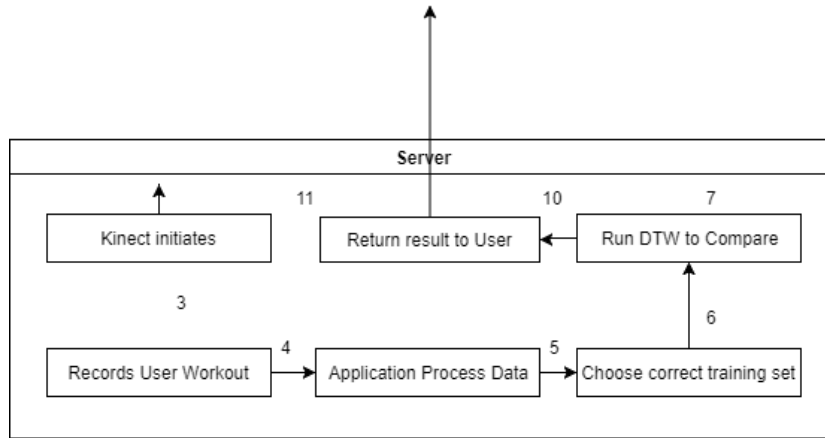 Server
11
10
7
Kinect initiates
Return result to User
Run DTW to Compare
3
6
4
5
Records User Workout
Application Process Data
Choose correct training set